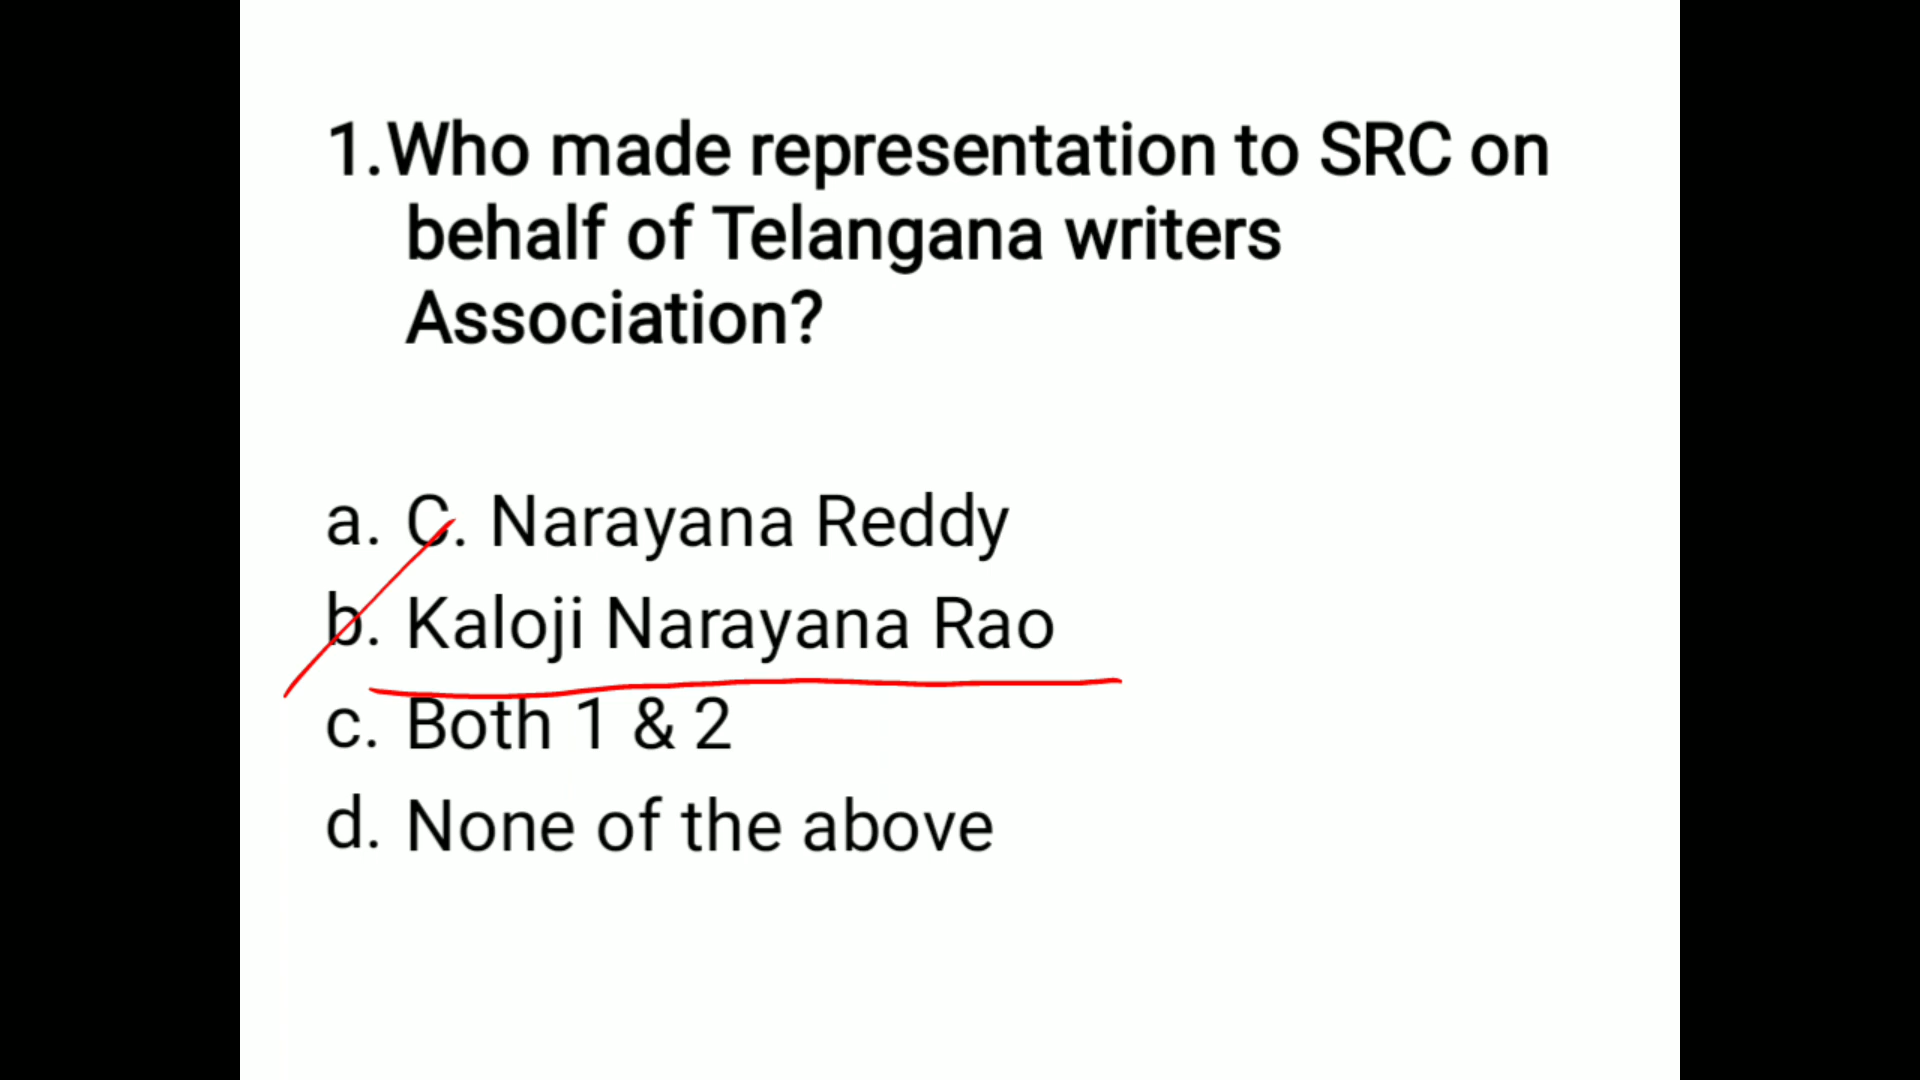 1.Who made representation to SRC on
behalf of Telangana writers
Association?
a. C. Narayana Reddy
b. Kaloji Narayana Rao
c. Both 1 & 2
d. None of the above